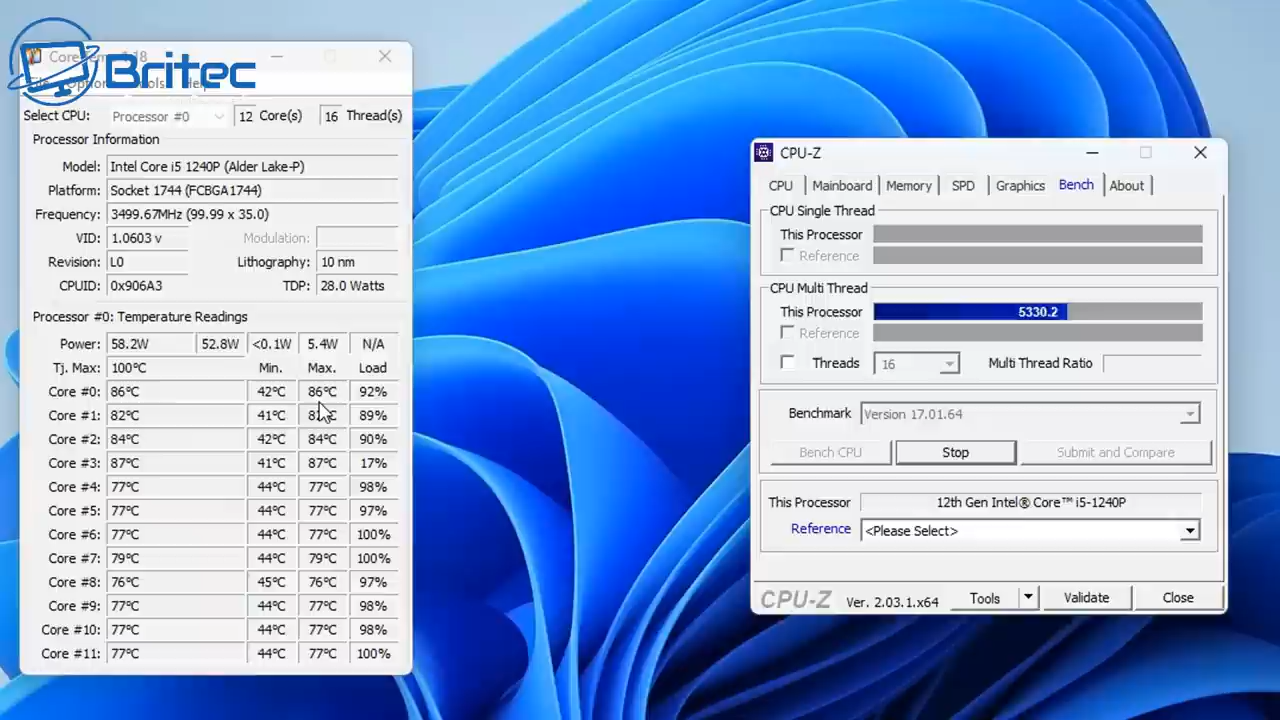 Britec
Select CPU: Processor #0 12 Core(s) 16 Thread(s)
Processor Information
Model: Intel Core i5 1240P (Alder Lake-P)
Platform: Socket 1744 (FCBGA1744)
Frequency: 3499.67MHz (99.99 x 35.0)
VID: 1.0603 v Modulation:
Revision: L0 Lithography: 10 nm
CPUID: 0x906A3 TDP: 28.0 Watts
Processor #0: Temperature Readings
Power: 58.2W 52.8W <0.1W 5.4W N/A
Tj. Max: 100°C Min. Max. Load
Core #0: 86°C 42°C 86°C 92%
Core #1: 82°C 41°C 89%
Core #2: 84°C 42°C 84°C 90%
Core #3: 87°C 41°C 87°C 17%
Core #4: 77°C 44°C 77°C 98%
Core #5: 77°C 44°C 77°C 97%
Core #6: 77°C 44°C 77°C 100%
Core #7: 79°C 44°C 79°C 100%
Core #8: 76°C 45°C 76°C 97%
Core #9: 77°C 44°C 77°C 98%
Core #10: 77°C 44°C 77°C 98%
Core #11: 77°C 44°C 77°C 100%
CPU-Z
CPU Mainboard Memory SPD Graphics Bench About
CPU Single Thread
This Processor
Reference
CPU Multi Thread
This Processor 5330.2
Reference
Threads 16 Multi Thread Ratio
Benchmark Version 17.01.64
Bench CPU Stop Submit and Compare
This Processor 12th Gen Intel® Core™ i5-1240P
Reference <Please Select>
CPU-Z Ver. 2.03.1.x64 Tools Validate Close